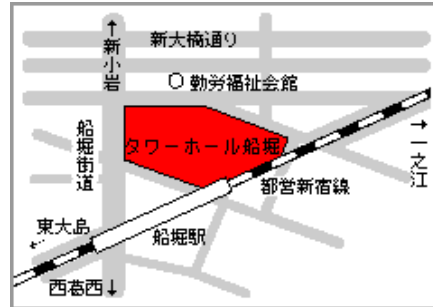 ↑新小岩
新大橋通り
○勤労福祉会館
船堀街道
タワーホール船堀
→一之江
都営新宿線
東大島
←
船堀駅
西葛西↓